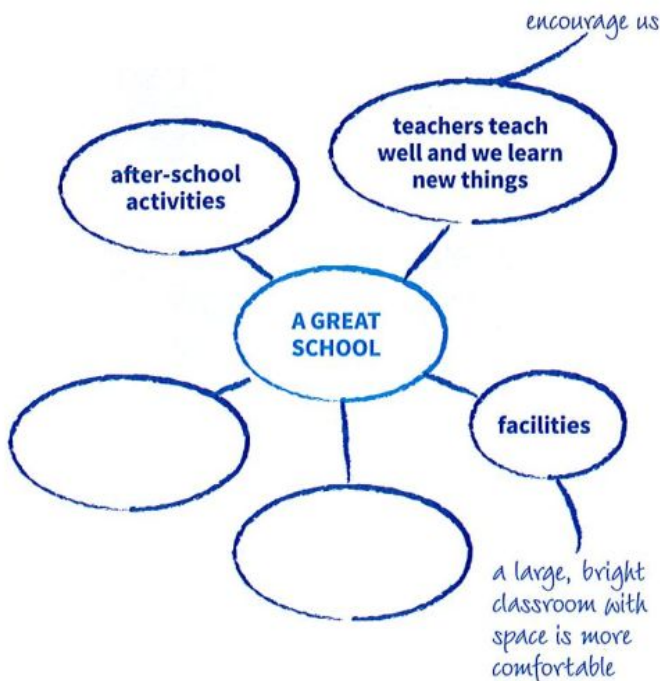 encourage us
teachers teach
well and we learn
new things
after-school
activities
A GREAT
SCHOOL
facilities
a large, bright
classroom with
space is more
comfortable